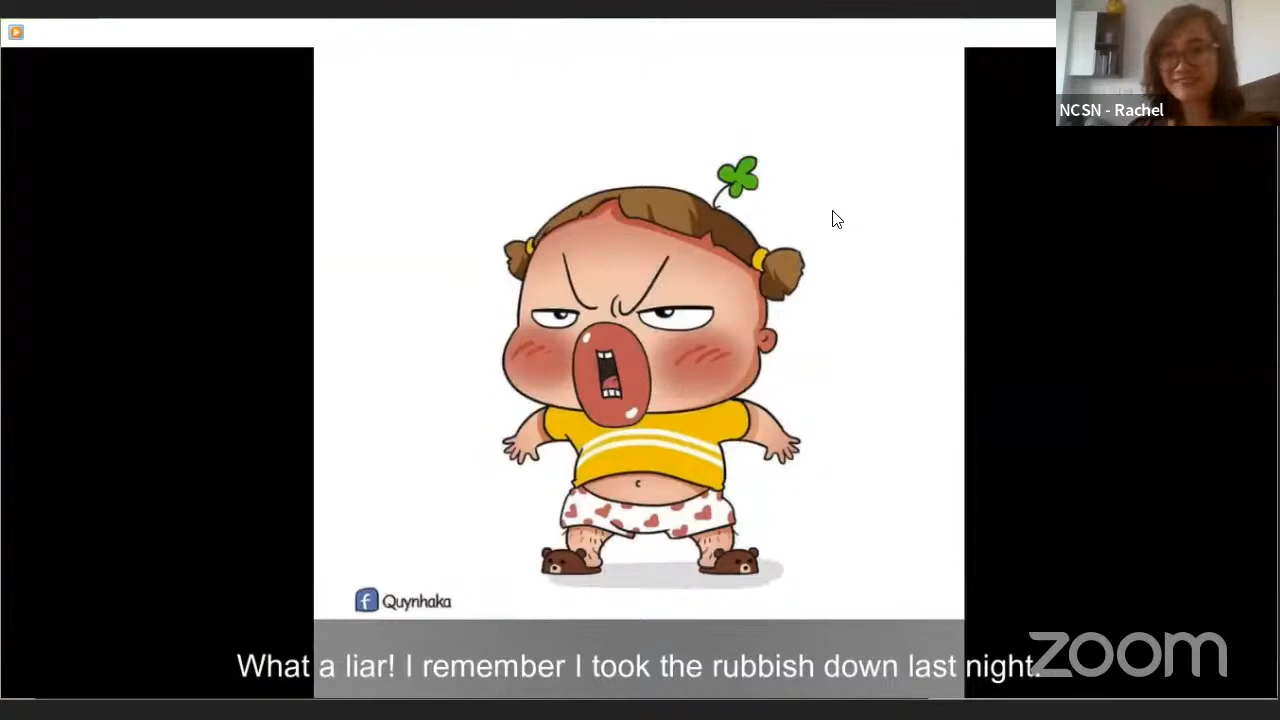 NCSN - Rachel
f Quynhaka
What a liar! I remember I took the rubbish down last night.
zoom